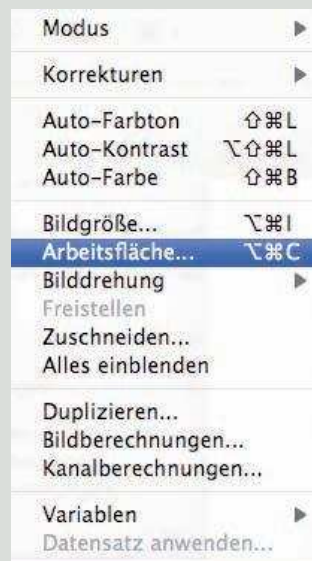 Modus
Korrekturen
Auto-Farbton ⇧⌘L
Auto-Kontrast ⌥⇧⌘L
Auto-Farbe ⇧⌘B
Bildgröße... ⌥⌘I
Arbeitsfläche... ⌥⌘C
Bilddrehung
Freistellen
Zuschneiden...
Alles einblenden
Duplizieren...
Bildberechnungen...
Kanalberechnungen...
Variablen
Datensatz anwenden...